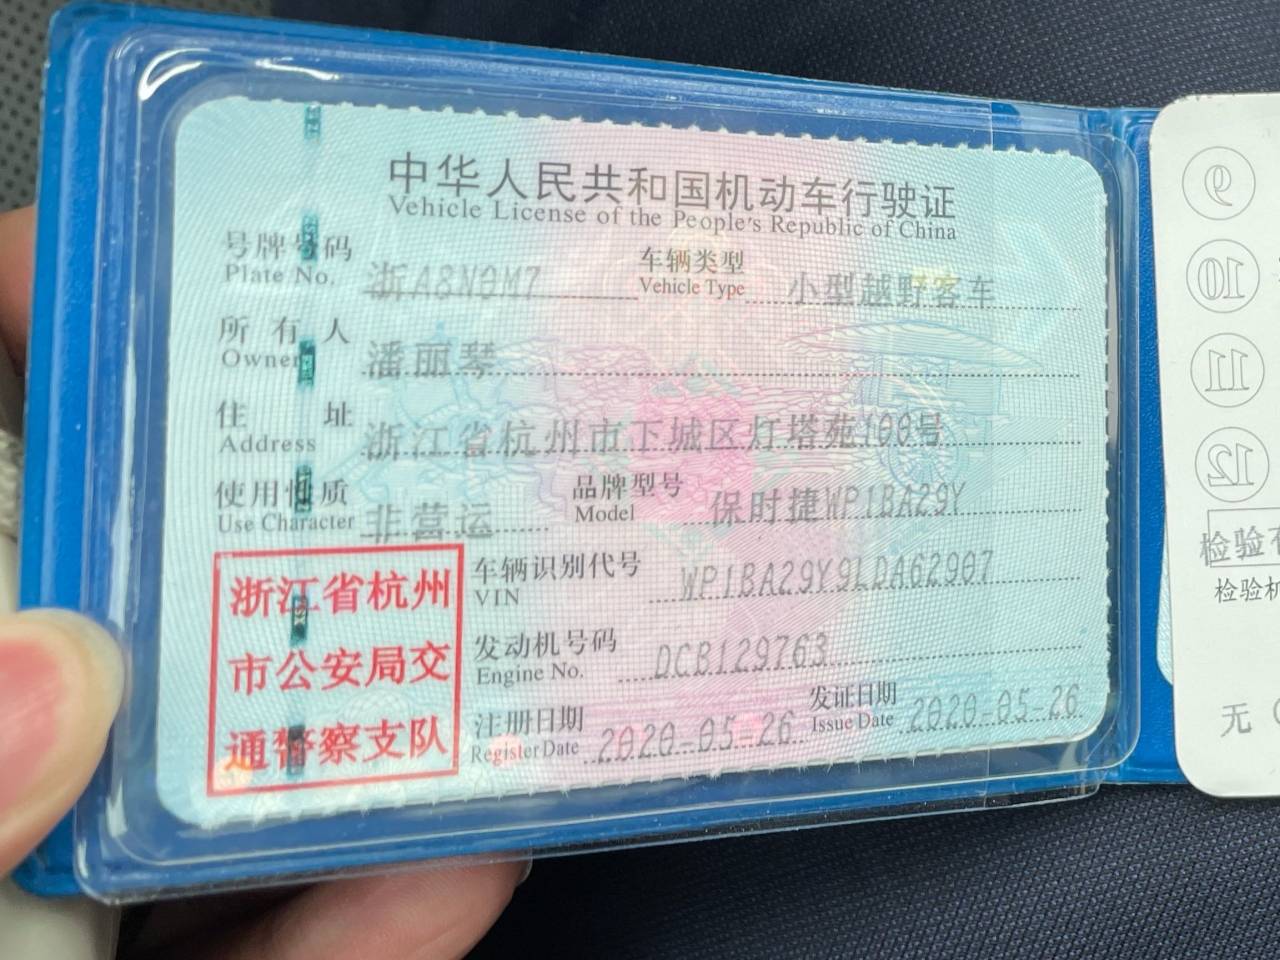 中华人民共和国机动车行驶证
Vehicle License of the People's Republic of China
号牌号码 浙A8N0M7 车辆类型 小型越野客车
Plate No. Vehicle Type
所有人 潘丽琴
Owner
住址 浙江省杭州市下城区灯塔苑100号
Address
使用性质 非营运 品牌型号 保时捷WP1BA29Y
Use Character Model
车辆识别代号 WP1BA29Y9LDA62907
VIN
发动机号码 DCB129763
Engine No.
注册日期 2020-05-26 发证日期 2020-05-26
Register Date Issue Date
浙江省杭州
市公安局交
通警察支队
9
10
11
12
检验有
检验机
无